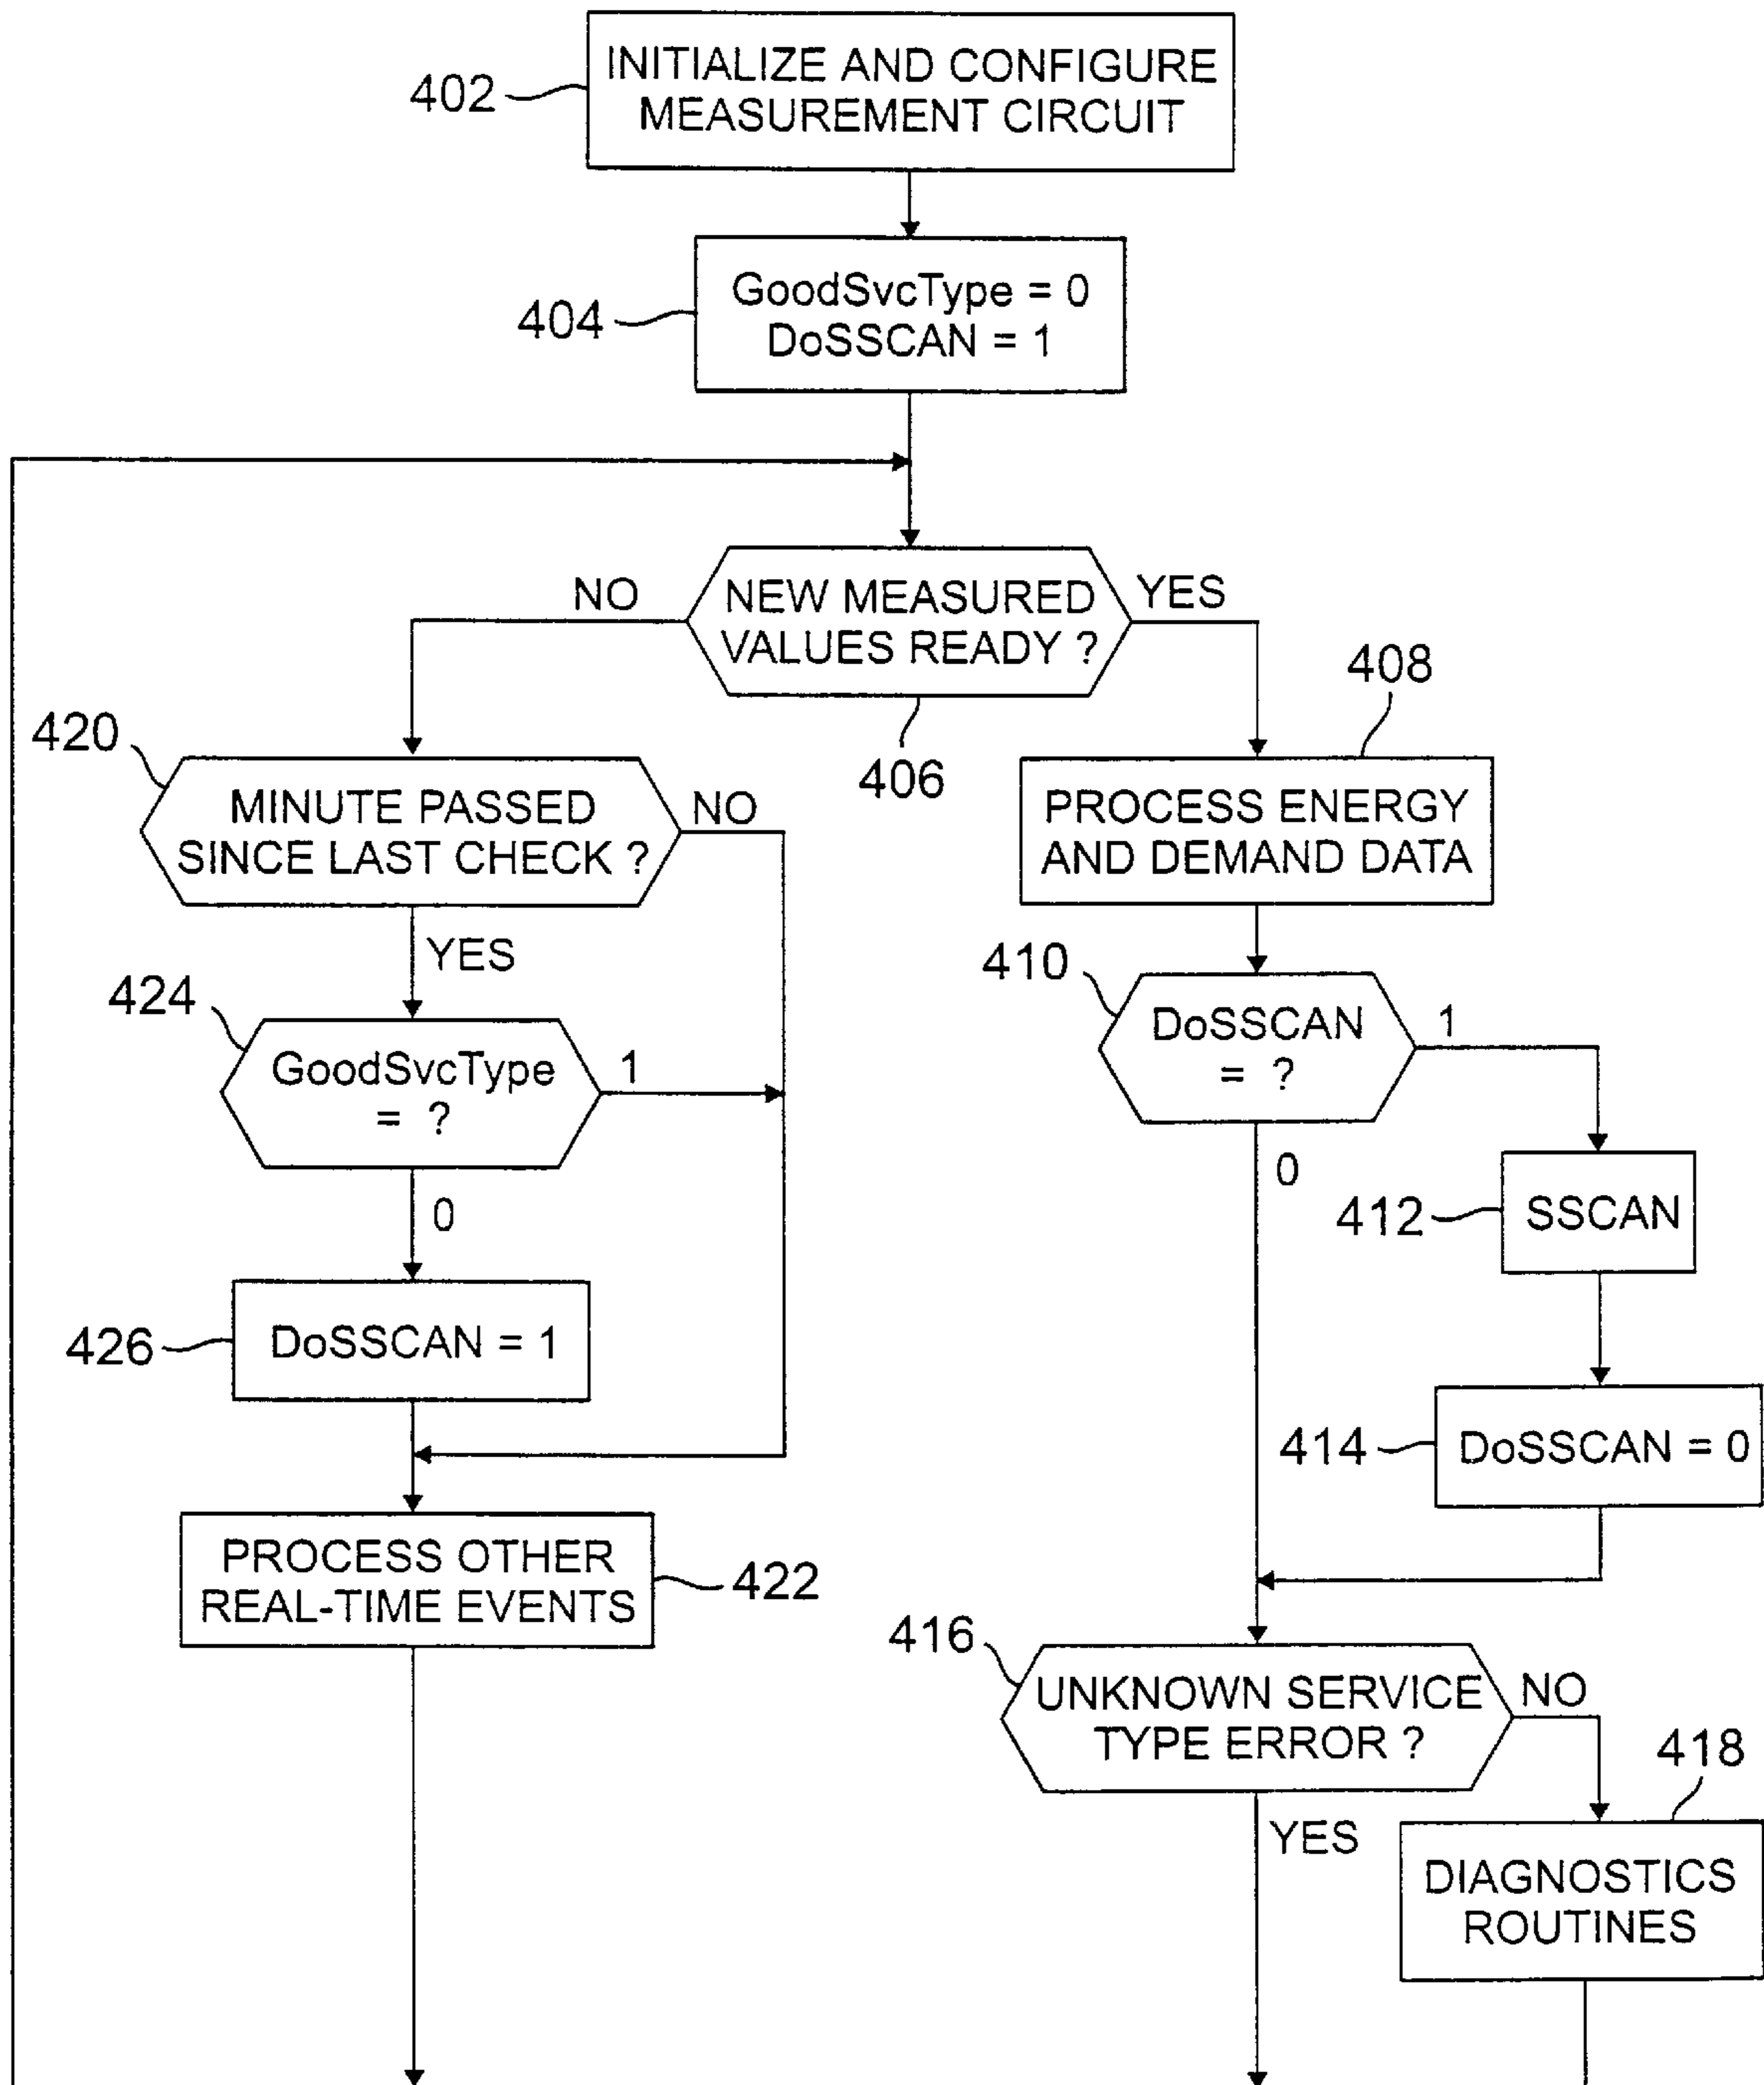 402
INITIALIZE AND CONFIGURE
MEASUREMENT CIRCUIT
404
GoodSvcType = 0
DoSSCAN = 1
NO
NEW MEASURED
VALUES READY ?
YES
406
408
420
MINUTE PASSED
SINCE LAST CHECK ?
NO
PROCESS ENERGY
AND DEMAND DATA
YES
424
GoodSvcType
= ?
1
410
DoSSCAN
= ?
1
0
0
412
SSCAN
426
DoSSCAN = 1
414
DoSSCAN = 0
PROCESS OTHER
REAL-TIME EVENTS
422
416
UNKNOWN SERVICE
TYPE ERROR ?
NO
418
YES
DIAGNOSTICS
ROUTINES